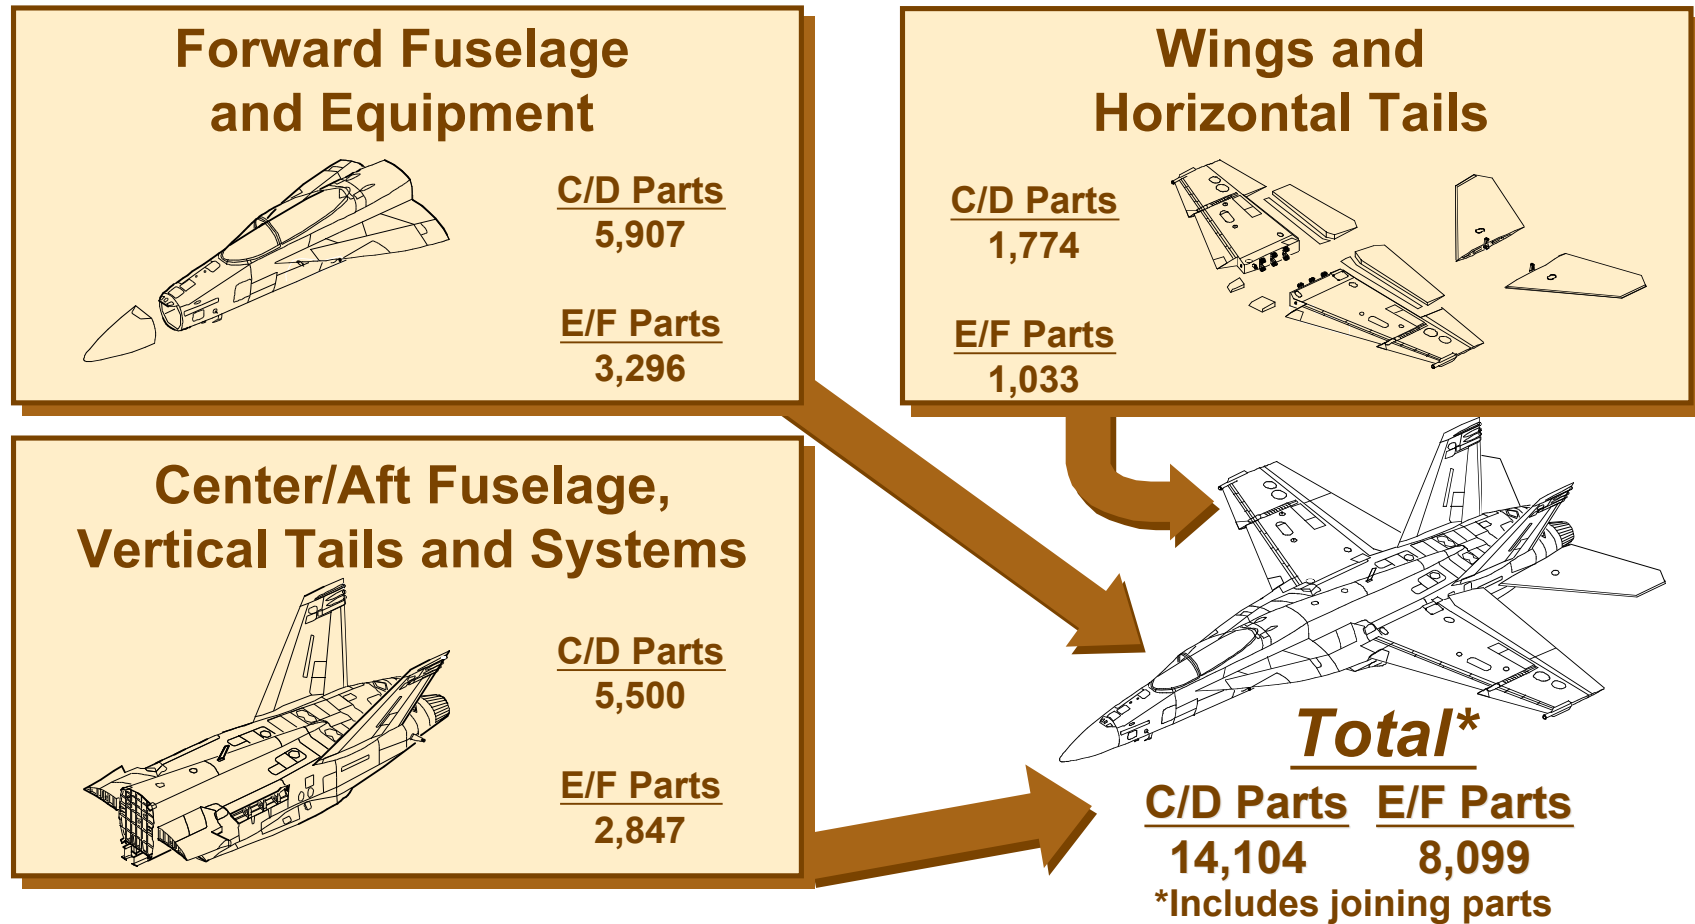 Forward Fuselage
and Equipment
C/D Parts
5,907
E/F Parts
3,296
Wings and
Horizontal Tails
C/D Parts
1,774
E/F Parts
1,033
Center/Aft Fuselage,
Vertical Tails and Systems
C/D Parts
5,500
E/F Parts
2,847
Total*
C/D Parts E/F Parts
14,104 8,099
*Includes joining parts